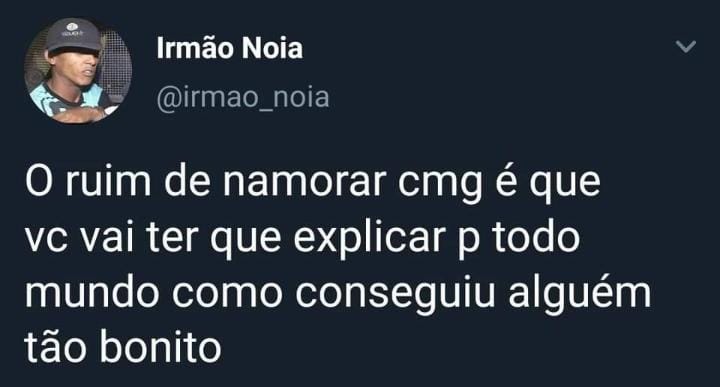 Irmão Noia
@irmao_noia
O ruim de namorar cmg é que
vc vai ter que explicar p todo
mundo como conseguiu alguém
tão bonito